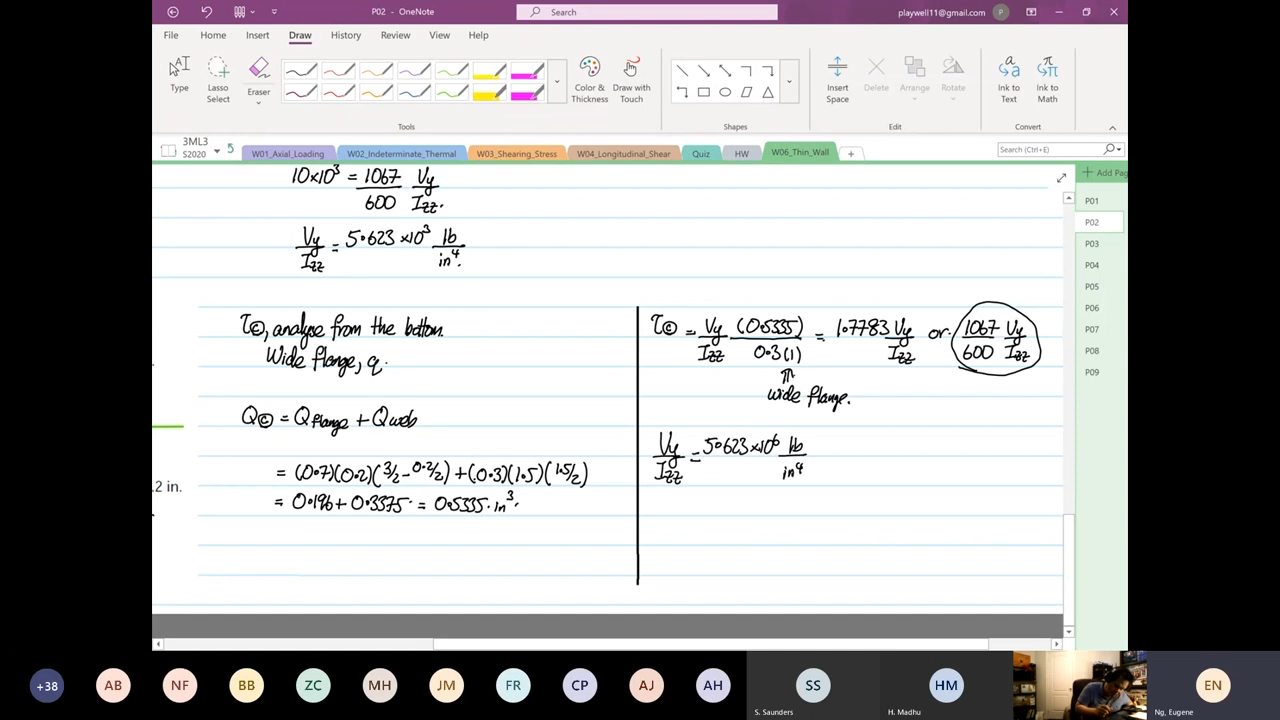 P02 - OneNote
Search
playwell11@gmail.com
P
File
Home
Insert
Draw
History
Review
View
Help
Type
Lasso Select
Eraser
Color & Thickness
Draw with Touch
Insert Space
Delete
Arrange
Rotate
Ink to Text
Ink to Math
Tools
Shapes
Edit
Convert
3ML3 S2020
W01_Axial_Loading
W02_Indeterminate_Thermal
W03_Shearing_Stress
W04_Longitudinal_Shear
Quiz
HW
W06_Thin_Wall
Search (Ctrl+E)
Add Pag
P01
P02
P03
P04
P05
P06
P07
P08
P09
10×10³ = 1067/600 Vy/Izz.
Vy/Izz = 5.623 ×10³ lb/in⁴.
τ©, analyse from the bottom.
Wide flange, q.
Q© = Qflange + Qweb
= (0.7)(0.2)(3/2 - 0.2/2) + (0.3)(1.5)(1.5/2)
= 0.196 + 0.3375 = 0.5335 in³.
.2 in.
τ© = Vy/Izz (0.5335)/0.3(1) = 1.7783 Vy/Izz or 1067/600 Vy/Izz
wide flange.
Vy/Izz = 5.623×10⁶ lb/in⁴
+38
AB
NF
BB
ZC
MH
JM
FR
CP
AJ
AH
SS
S. Saunders
HM
H. Madhu
EN
Ng, Eugene